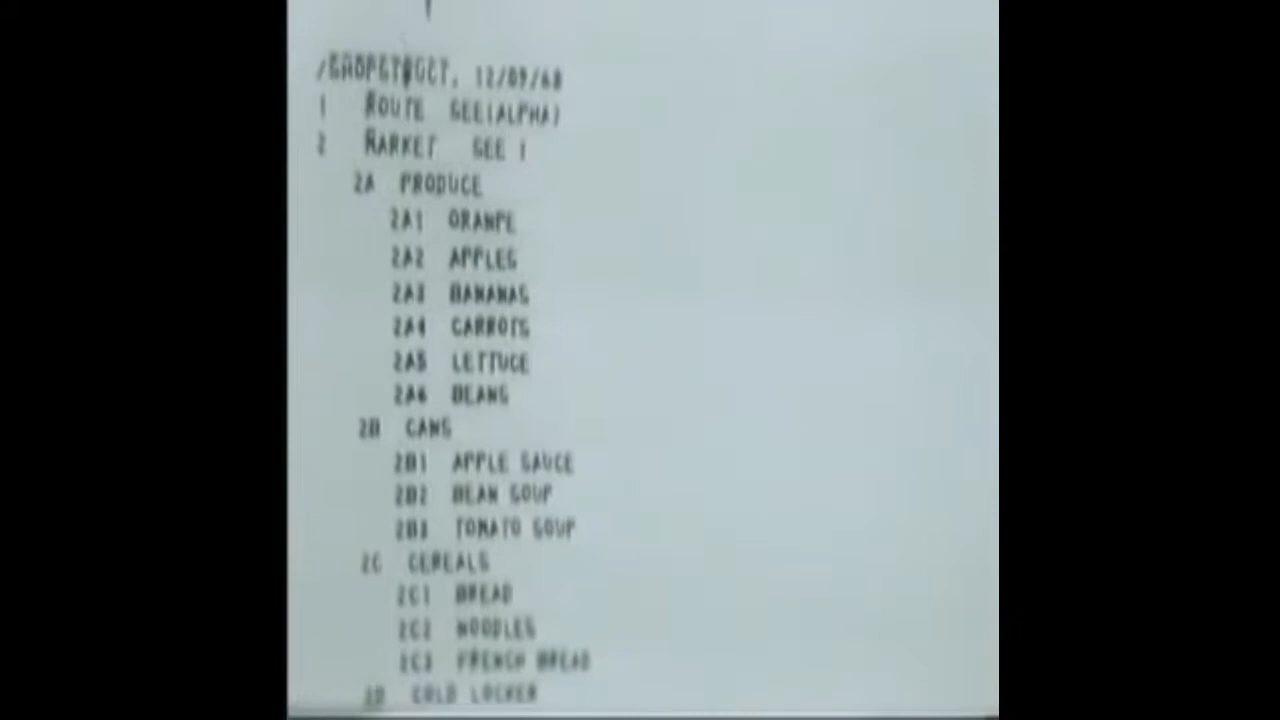 /SHOPSTRUCT, 12/09/68
1 ROUTE SEE(ALPHA)
2 MARKET SEE 1
2A PRODUCE
2A1 ORANPE
2A2 APPLES
2A3 BANANAS
2A4 CARROTS
2A5 LETTUCE
2A6 BEANS
2B CANS
2B1 APPLE SAUCE
2B2 BEAN SOUP
2B3 TOMATO SOUP
2C CEREALS
2C1 BREAD
2C2 NOODLES
2C3 FRENCH BREAD
2D COLD LOCKER